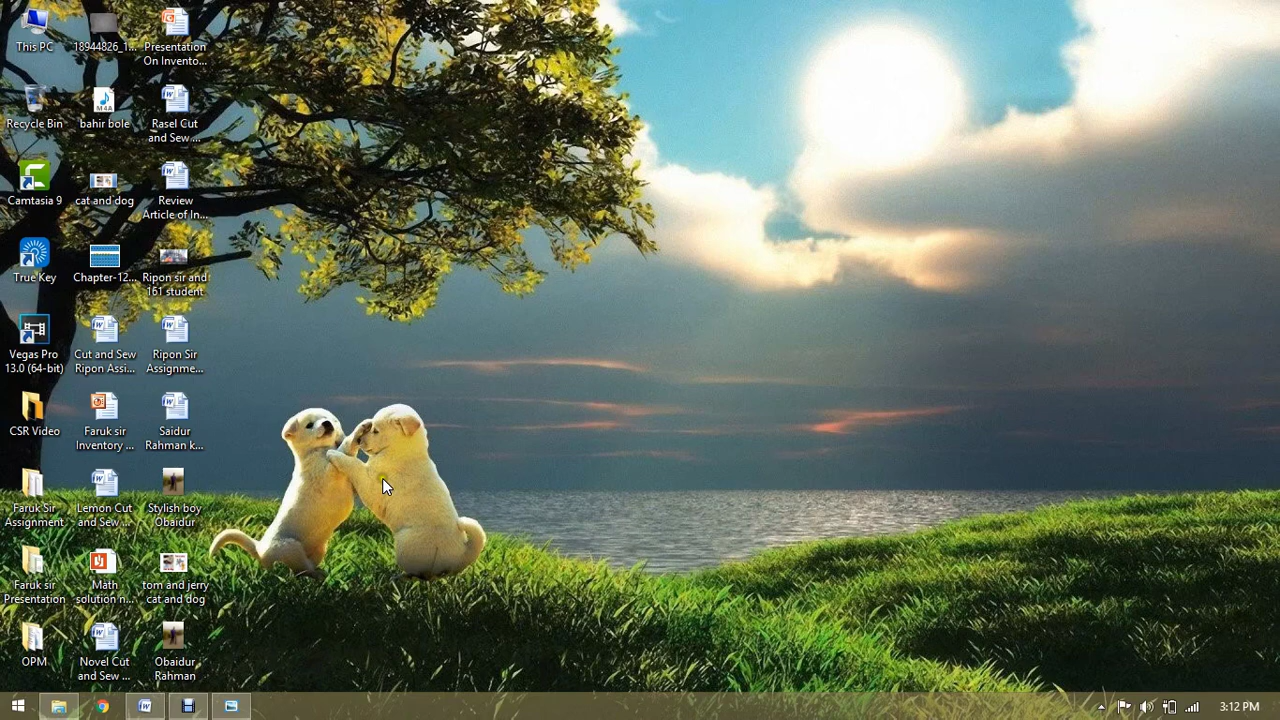 This PC
Recycle Bin
Camtasia 9
True Key
Vegas Pro
13.0 (64-bit)
CSR Video
Faruk Sir
Assignment
Faruk sir
Presentation
OPM
18944826_1...
M4A
bahir bole
cat and dog
Chapter-12...
Cut and Sew
Ripon Assi...
Faruk sir
Inventory ...
Lemon Cut
and Sew ...
Math
solution n...
Novel Cut
and Sew ...
Presentation
On Invento...
Rasel Cut
and Sew ...
Review
Article of In...
Ripon sir and
161 student
Ripon Sir
Assignme...
Saidur
Rahman k...
Stylish boy
Obaidur
tom and jerry
cat and dog
Obaidur
Rahman
3:12 PM